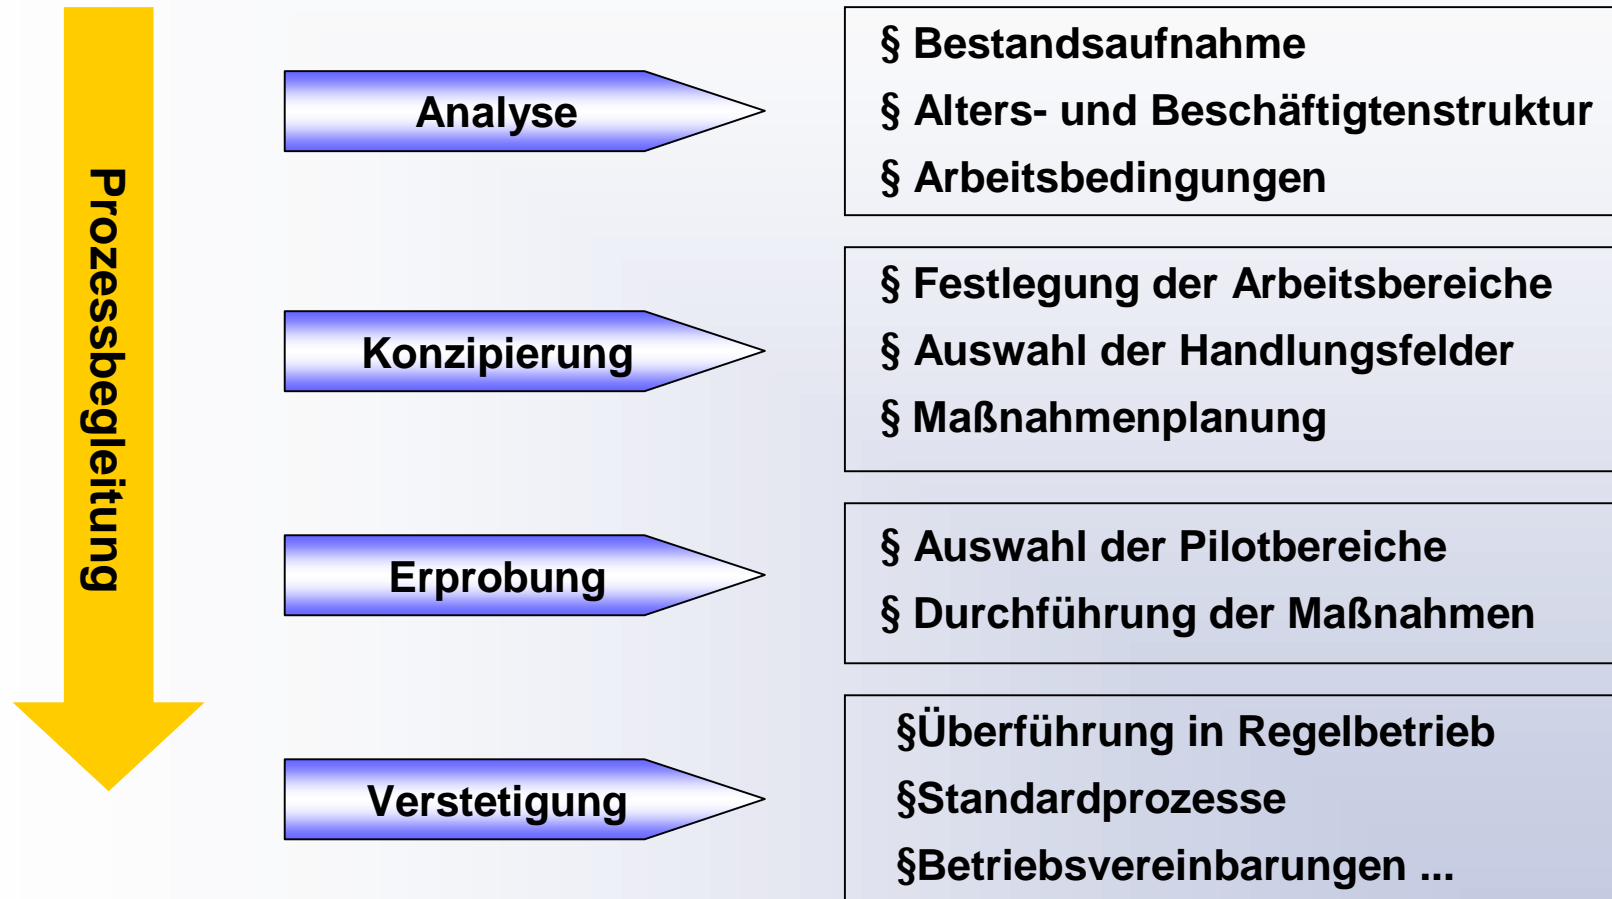 Prozessbegleitung
Analyse
§ Bestandsaufnahme
§ Alters- und Beschäftigtenstruktur
§ Arbeitsbedingungen
Konzipierung
§ Festlegung der Arbeitsbereiche
§ Auswahl der Handlungsfelder
§ Maßnahmenplanung
Erprobung
§ Auswahl der Pilotbereiche
§ Durchführung der Maßnahmen
Verstetigung
§Überführung in Regelbetrieb
§Standardprozesse
§Betriebsvereinbarungen ...